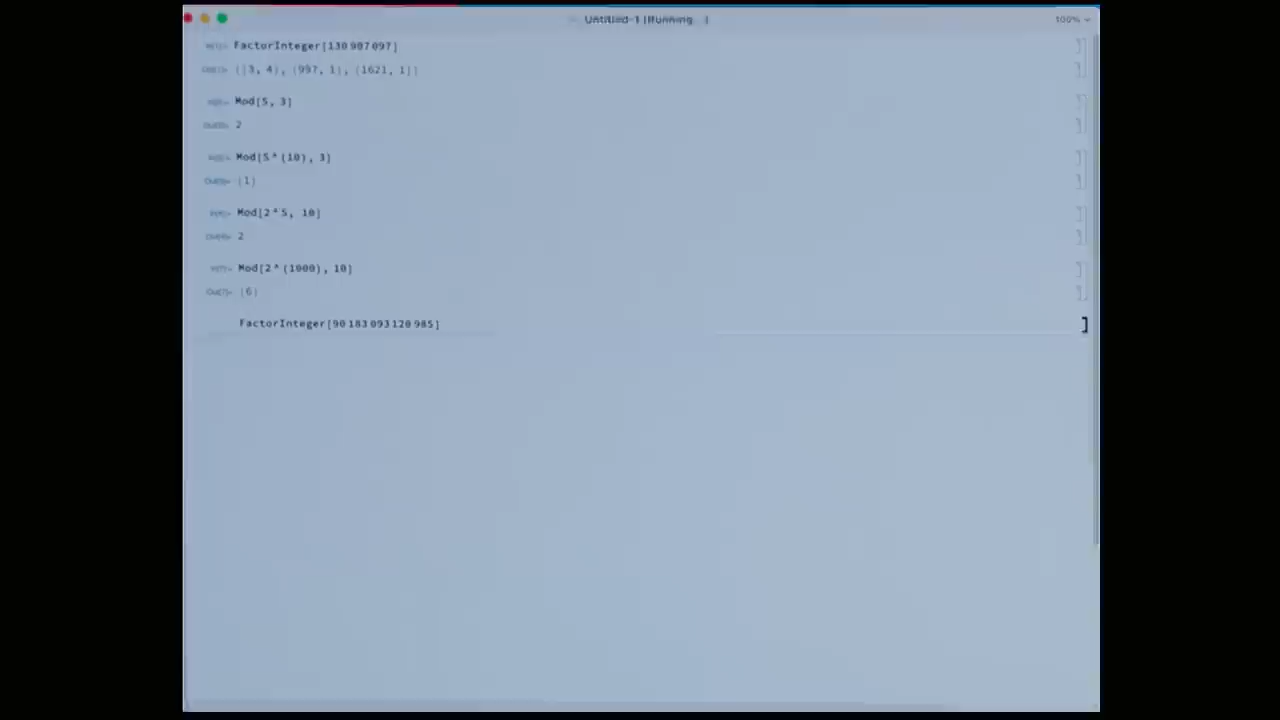 Untitled-1 (Running...)
100%
FactorInteger[130 907 097]
{{3, 4}, {997, 1}, {1621, 1}}
Mod[5, 3]
2
Mod[5^{10}, 3]
{1}
Mod[2^5, 10]
2
Mod[2^{1000}, 10]
{6}
FactorInteger[90 183 093 120 985]